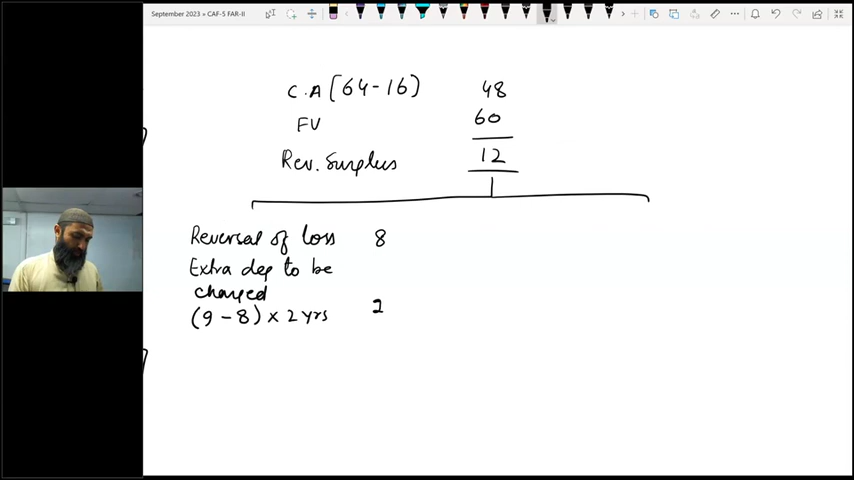 September 2023 » CAF-5 FAR-II
C.A [64-16) 48
FV 60
Rev. Surplus 12
Reversal of loss 8
Extra dep to be
charged
(9 - 8) x 2 yrs 2